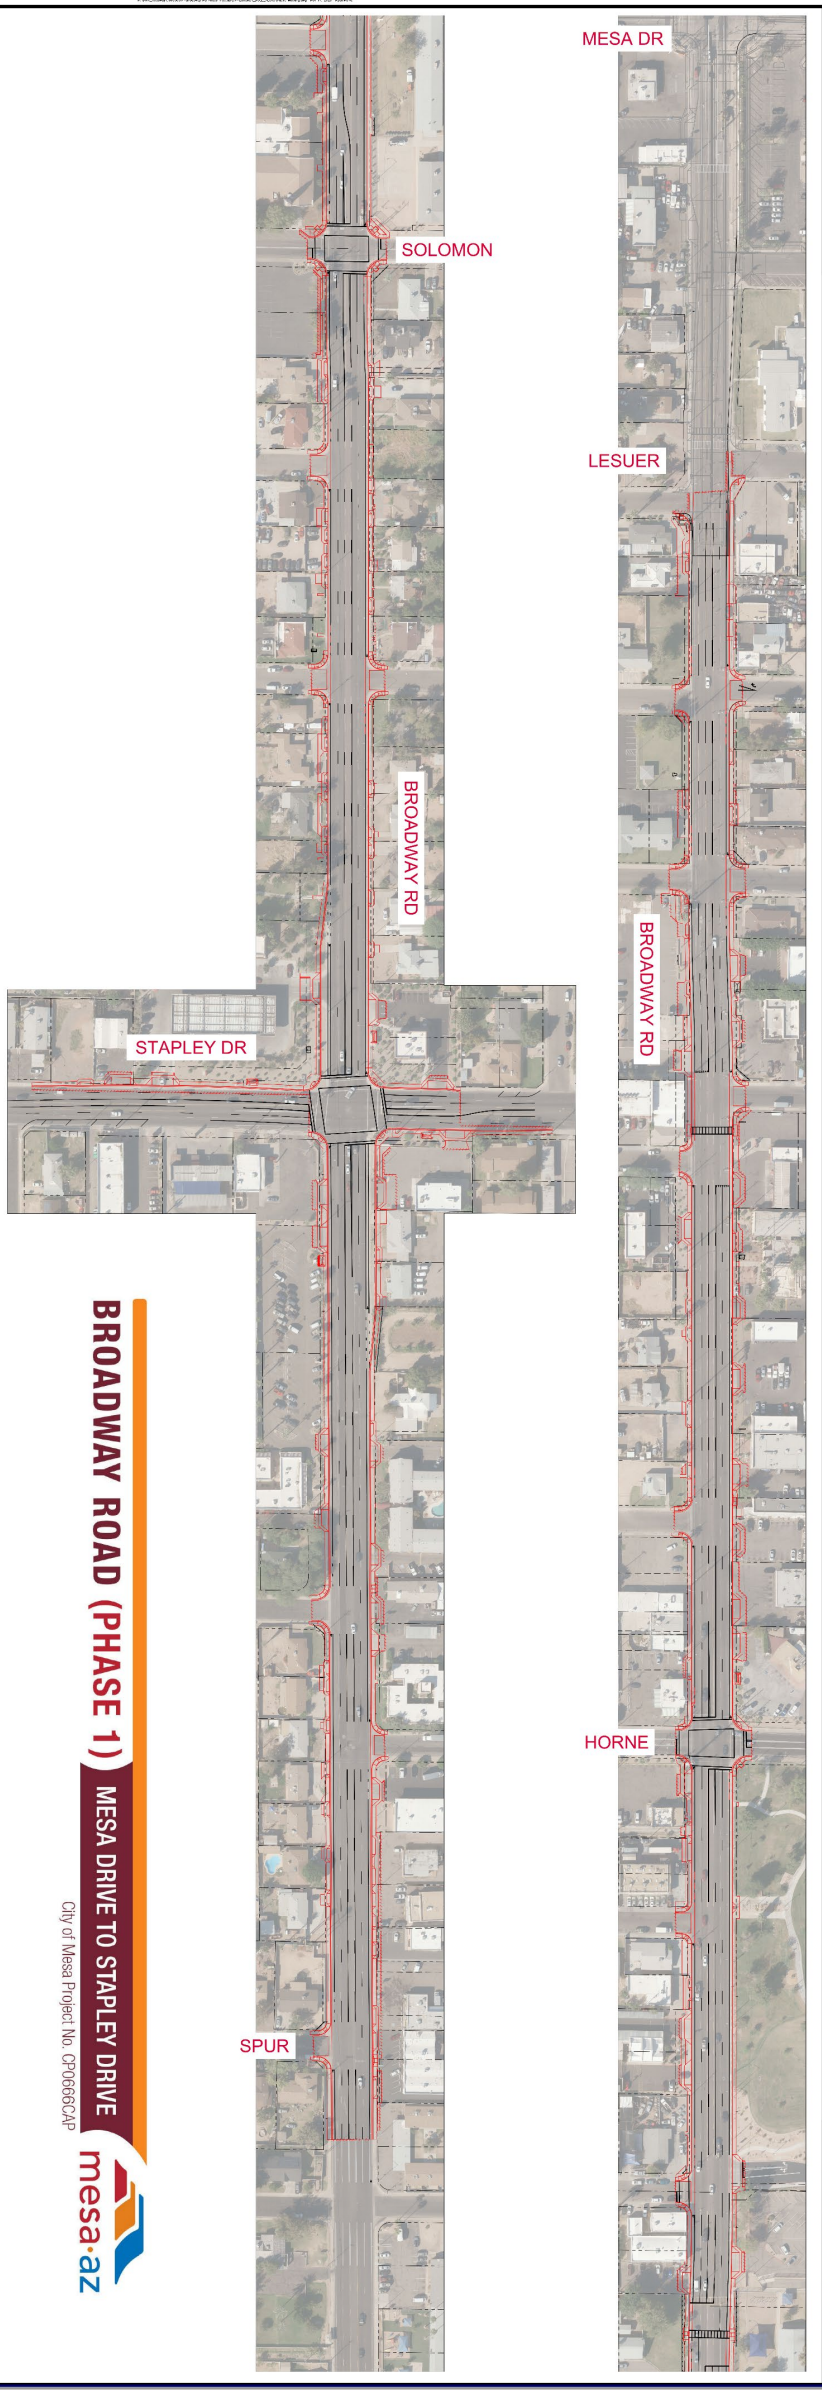 MESA DR
SOLOMON
LESUER
BROADWAY RD
BROADWAY RD
STAPLEY DR
HORNE
SPUR
BROADWAY ROAD (PHASE 1)
MESA DRIVE TO STAPLEY DRIVE
City of Mesa Project No. CP0666CAP
mesa·az